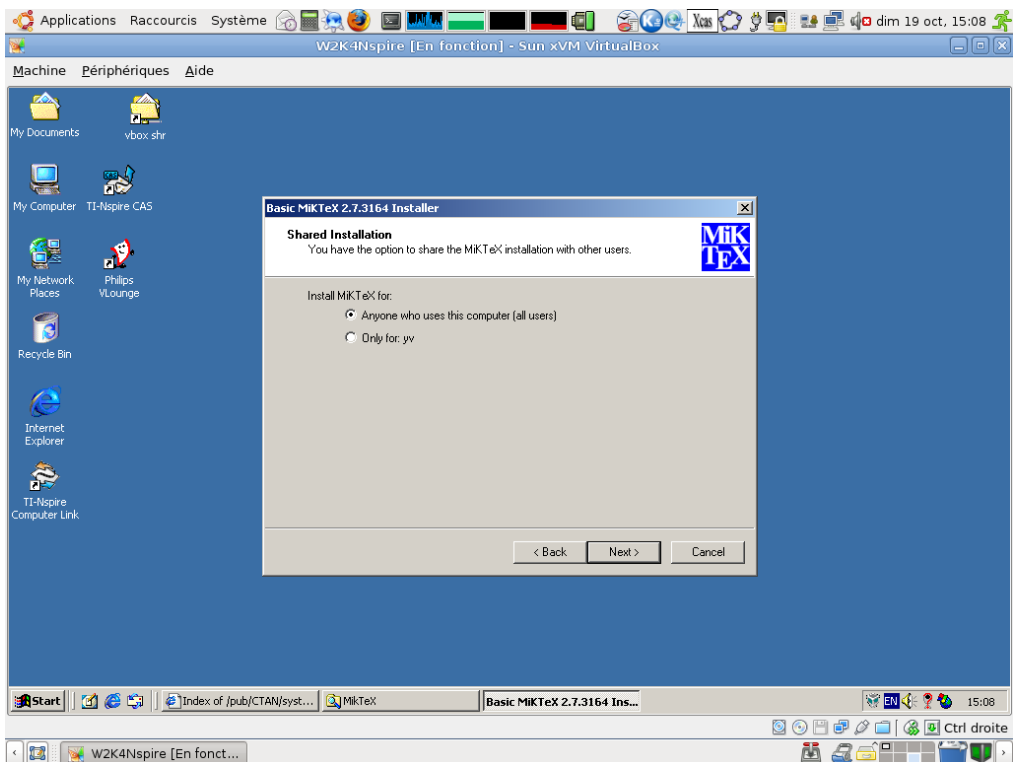 Applications Raccourcis Système Xcas dim 19 oct, 15:08
W2K4Nspire [En fonction] - Sun xVM VirtualBox
Machine Périphériques Aide
My Documents
vbox shr
My Computer
TI-Nspire CAS
My Network
Places
Philips
VLounge
Recycle Bin
Internet
Explorer
TI-Nspire
Computer Link
Basic MiKTeX 2.7.3164 Installer
Shared Installation
You have the option to share the MiKTeX installation with other users.
MiK
TEX
Install MiKTeX for:
Anyone who uses this computer (all users)
Only for: yv
< Back Next > Cancel
Start Index of /pub/CTAN/syst... MikTeX Basic MiKTeX 2.7.3164 Ins... EN 15:08
Ctrl droite
W2K4Nspire [En fonct...